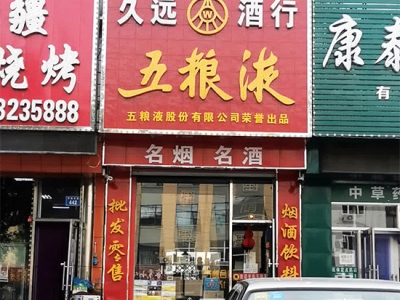 疆
烧烤
8235888
442
久远 酒行
W
五粮液
五粮液股份有限公司荣誉出品
名烟 名酒
批发零售
烟酒饮料
康泰
有
中草药